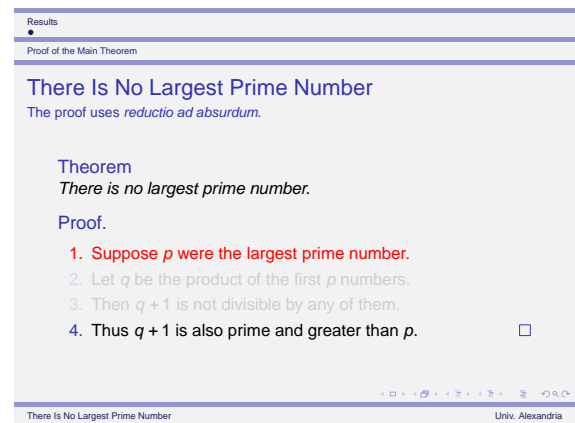 Results
Proof of the Main Theorem
There Is No Largest Prime Number
The proof uses reductio ad absurdum.
Theorem
There is no largest prime number.
Proof.
1. Suppose p were the largest prime number.
2. Let q be the product of the first p numbers.
3. Then q + 1 is not divisible by any of them.
4. Thus q + 1 is also prime and greater than p.
There Is No Largest Prime Number Univ. Alexandria